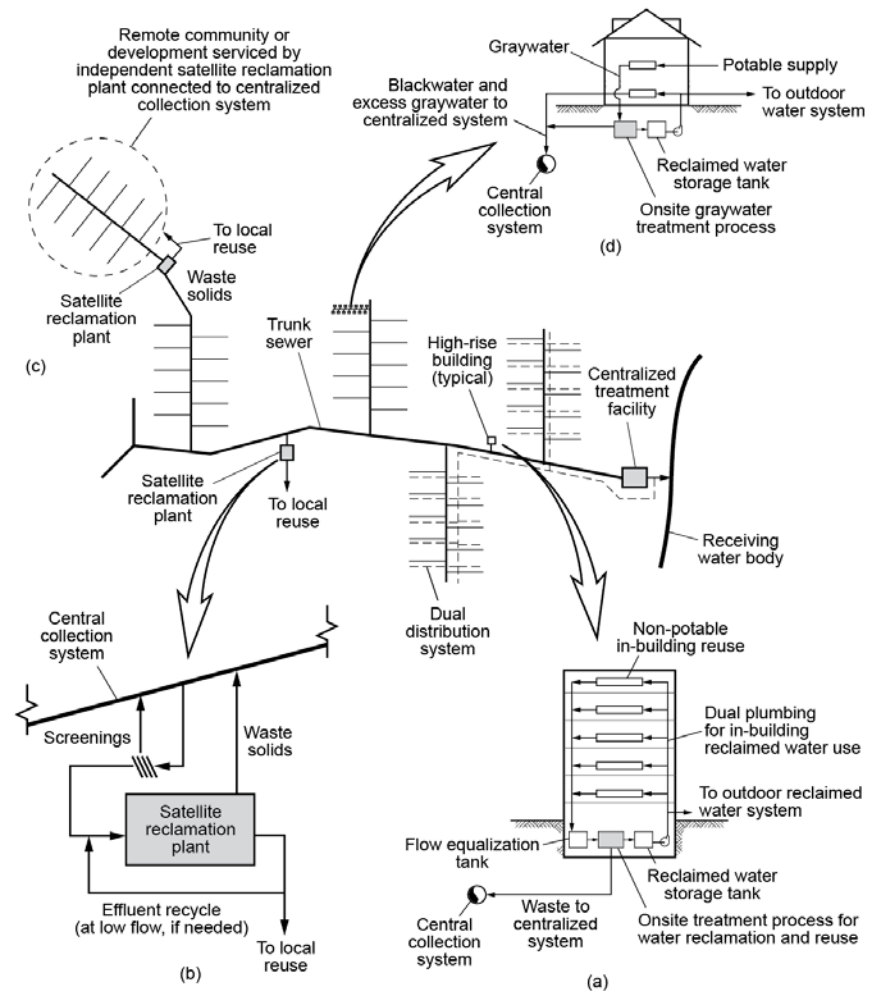 Remote community or
development serviced by
independent satellite reclamation
plant connected to centralized
collection system
To local
reuse
Waste
solids
Satellite
reclamation
plant
(c)
Graywater
Potable supply
Blackwater and
excess graywater to
centralized system
To outdoor
water system
Reclaimed water
storage tank
Central
collection
system
Onsite graywater
treatment process
(d)
Trunk
sewer
High-rise
building
(typical)
Centralized
treatment
facility
Satellite
reclamation
plant
To local
reuse
Receiving
water body
Dual
distribution
system
Central
collection
system
Screenings
Waste
solids
Satellite
reclamation
plant
Effluent recycle
(at low flow, if needed)
To local
reuse
(b)
Non-potable
in-building reuse
Dual plumbing
for in-building
reclaimed water use
To outdoor reclaimed
water system
Flow equalization
tank
Reclaimed water
storage tank
Waste to
centralized
system
Onsite treatment process for
water reclamation and reuse
Central
collection
system
(a)